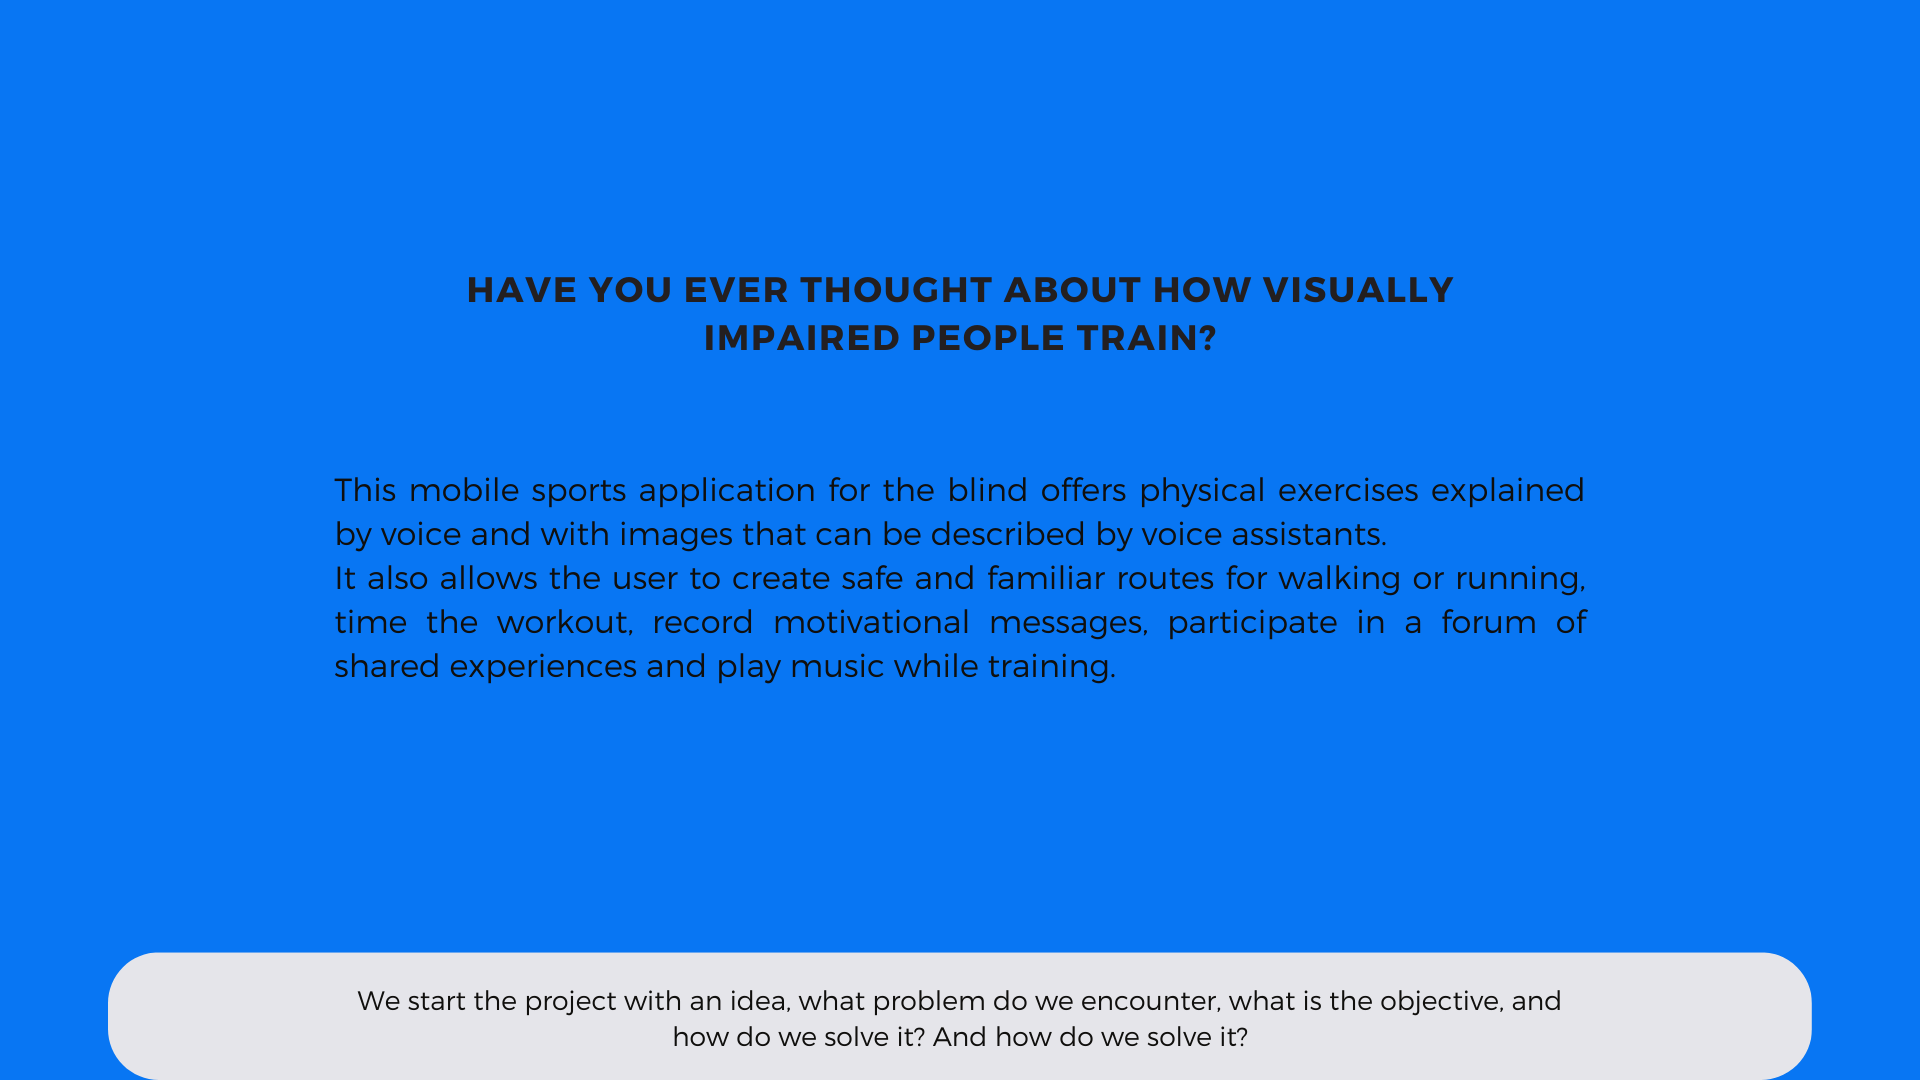 HAVE YOU EVER THOUGHT ABOUT HOW VISUALLY
IMPAIRED PEOPLE TRAIN?
This mobile sports application for the blind offers physical exercises explained
by voice and with images that can be described by voice assistants.
It also allows the user to create safe and familiar routes for walking or running,
time the workout, record motivational messages, participate in a forum of
shared experiences and play music while training.
We start the project with an idea, what problem do we encounter, what is the objective, and
how do we solve it? And how do we solve it?